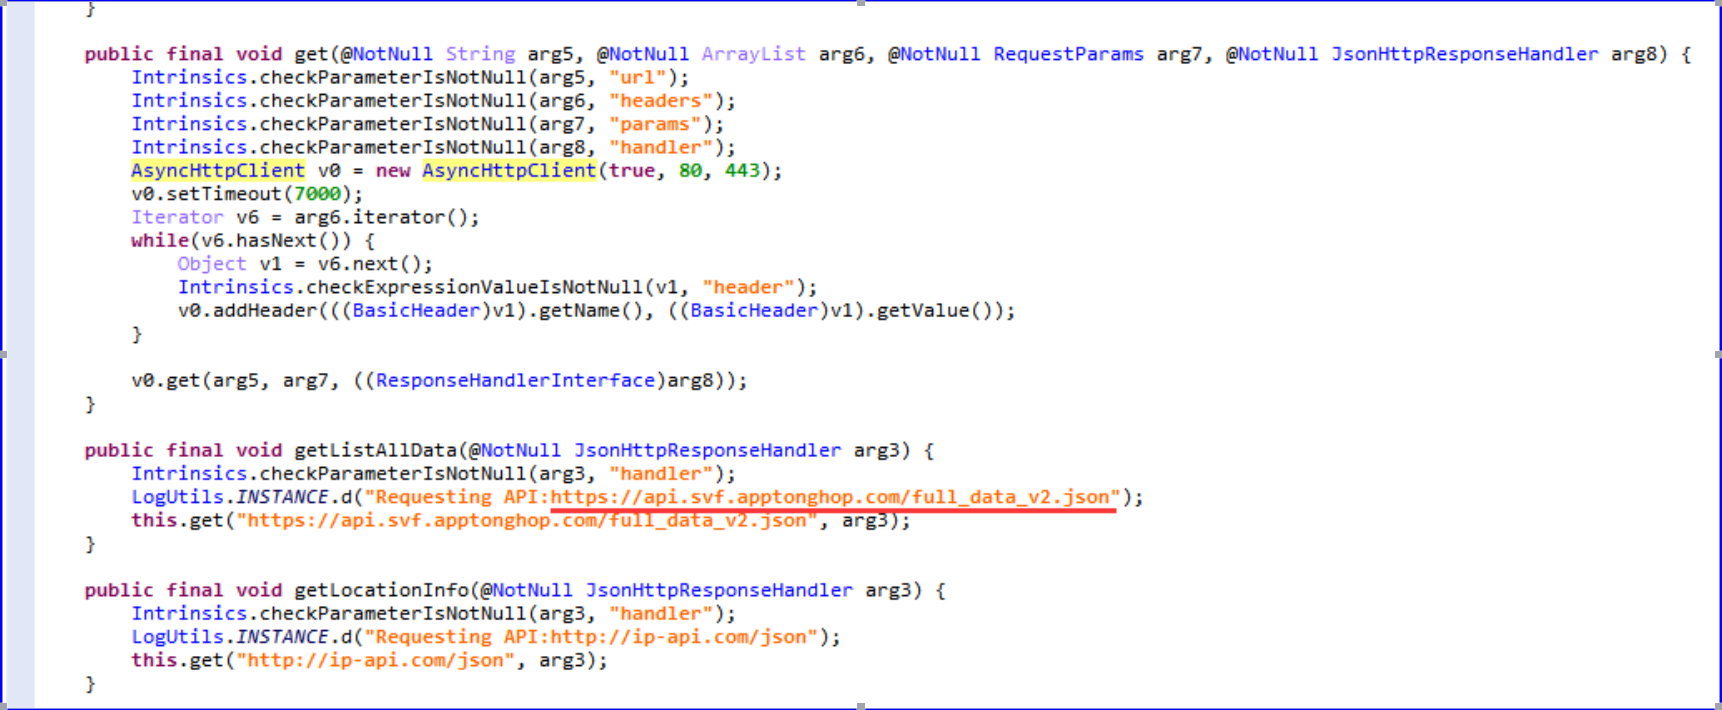 }
public final void get(@NotNull String arg5, @NotNull ArrayList arg6, @NotNull RequestParams arg7, @NotNull JsonHttpResponseHandler arg8) {
Intrinsics.checkParameterIsNotNull(arg5, "url");
Intrinsics.checkParameterIsNotNull(arg6, "headers");
Intrinsics.checkParameterIsNotNull(arg7, "params");
Intrinsics.checkParameterIsNotNull(arg8, "handler");
AsyncHttpClient v0 = new AsyncHttpClient(true, 80, 443);
v0.setTimeout(7000);
Iterator v6 = arg6.iterator();
while(v6.hasNext()) {
Object v1 = v6.next();
Intrinsics.checkExpressionValueIsNotNull(v1, "header");
v0.addHeader(((BasicHeader)v1).getName(), ((BasicHeader)v1).getValue());
}
v0.get(arg5, arg7, ((ResponseHandlerInterface)arg8));
}
public final void getListAllData(@NotNull JsonHttpResponseHandler arg3) {
Intrinsics.checkParameterIsNotNull(arg3, "handler");
LogUtils.INSTANCE.d("Requesting API:https://api.svf.apptonghop.com/full_data_v2.json");
this.get("https://api.svf.apptonghop.com/full_data_v2.json", arg3);
}
public final void getLocationInfo(@NotNull JsonHttpResponseHandler arg3) {
Intrinsics.checkParameterIsNotNull(arg3, "handler");
LogUtils.INSTANCE.d("Requesting API:http://ip-api.com/json");
this.get("http://ip-api.com/json", arg3);
}